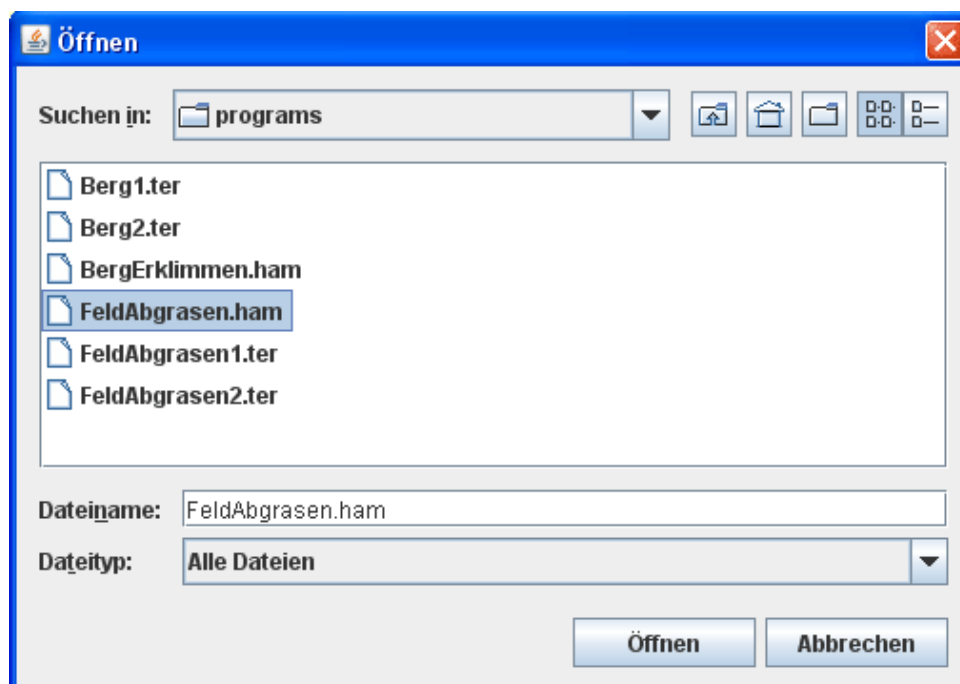 Öffnen
Suchen in: programs
Berg1.ter
Berg2.ter
BergErklimmen.ham
FeldAbgrasen.ham
FeldAbgrasen1.ter
FeldAbgrasen2.ter
Dateiname: FeldAbgrasen.ham
Dateityp: Alle Dateien
Öffnen Abbrechen